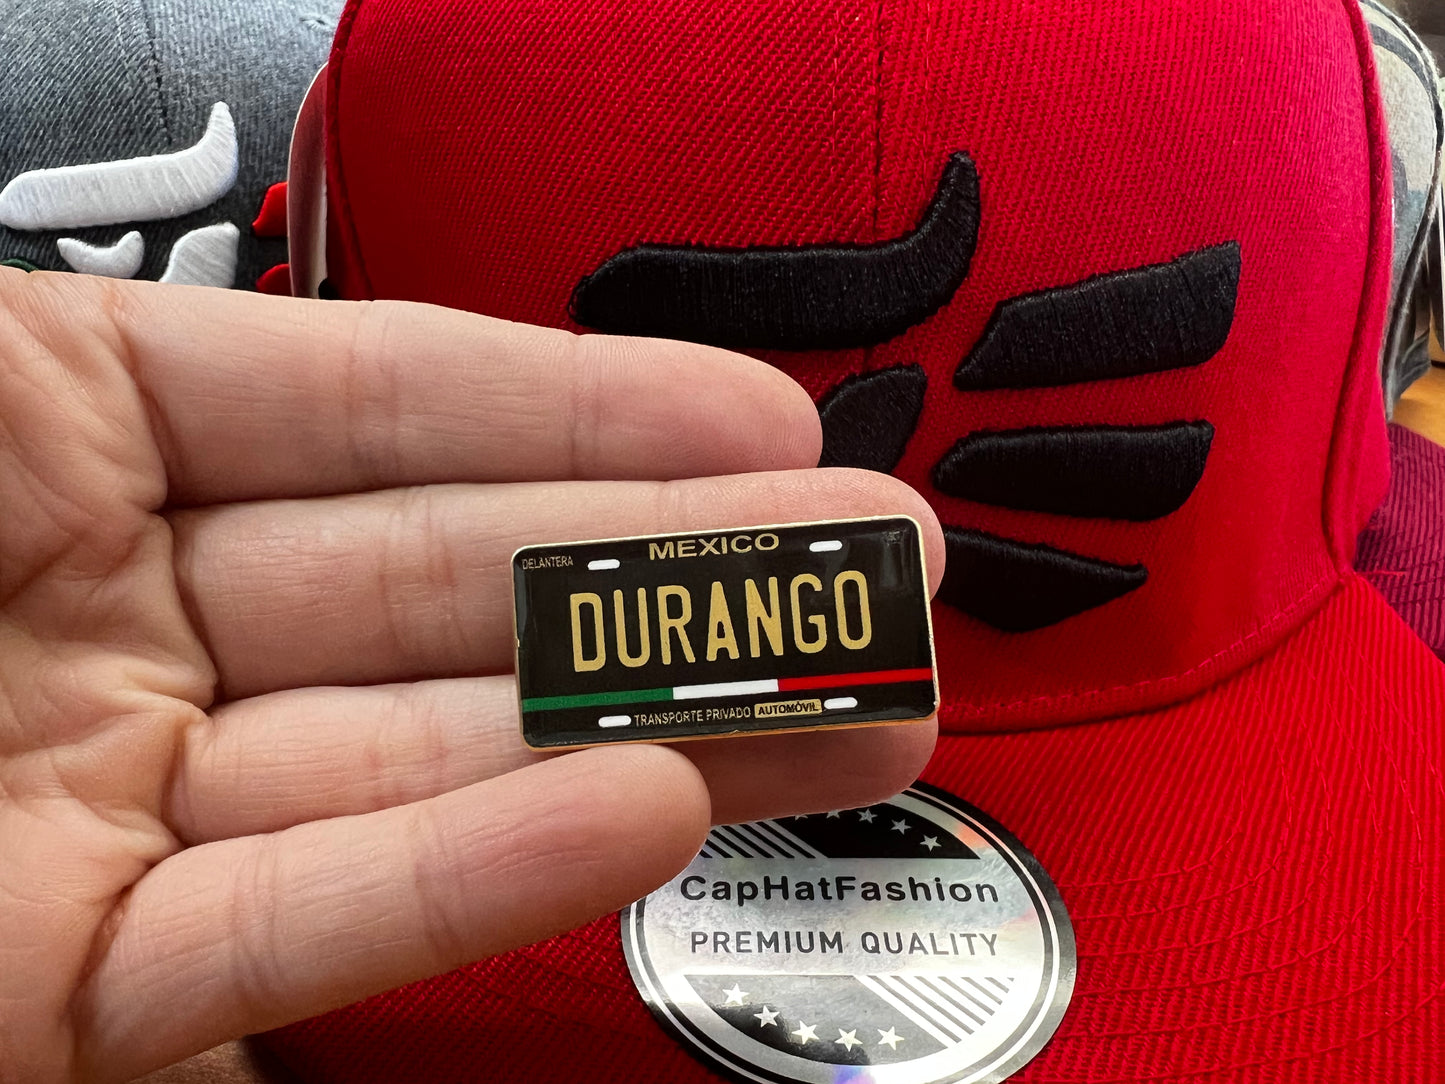 DELANTERA
MEXICO
DURANGO
TRANSPORTE PRIVADO AUTOMÓVIL
CapHatFashion
PREMIUM QUALITY